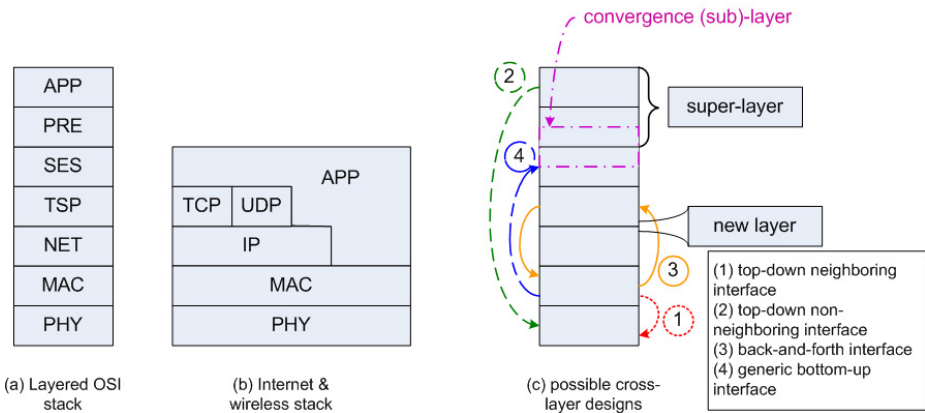 convergence (sub)-layer
APP
PRE
SES
TSP
NET
MAC
PHY
(a) Layered OSI
stack
APP
TCP
UDP
IP
MAC
PHY
(b) Internet &
wireless stack
2
4
3
1
super-layer
new layer
(c) possible cross-
layer designs
(1) top-down neighboring
interface
(2) top-down non-
neighboring interface
(3) back-and-forth interface
(4) generic bottom-up
interface